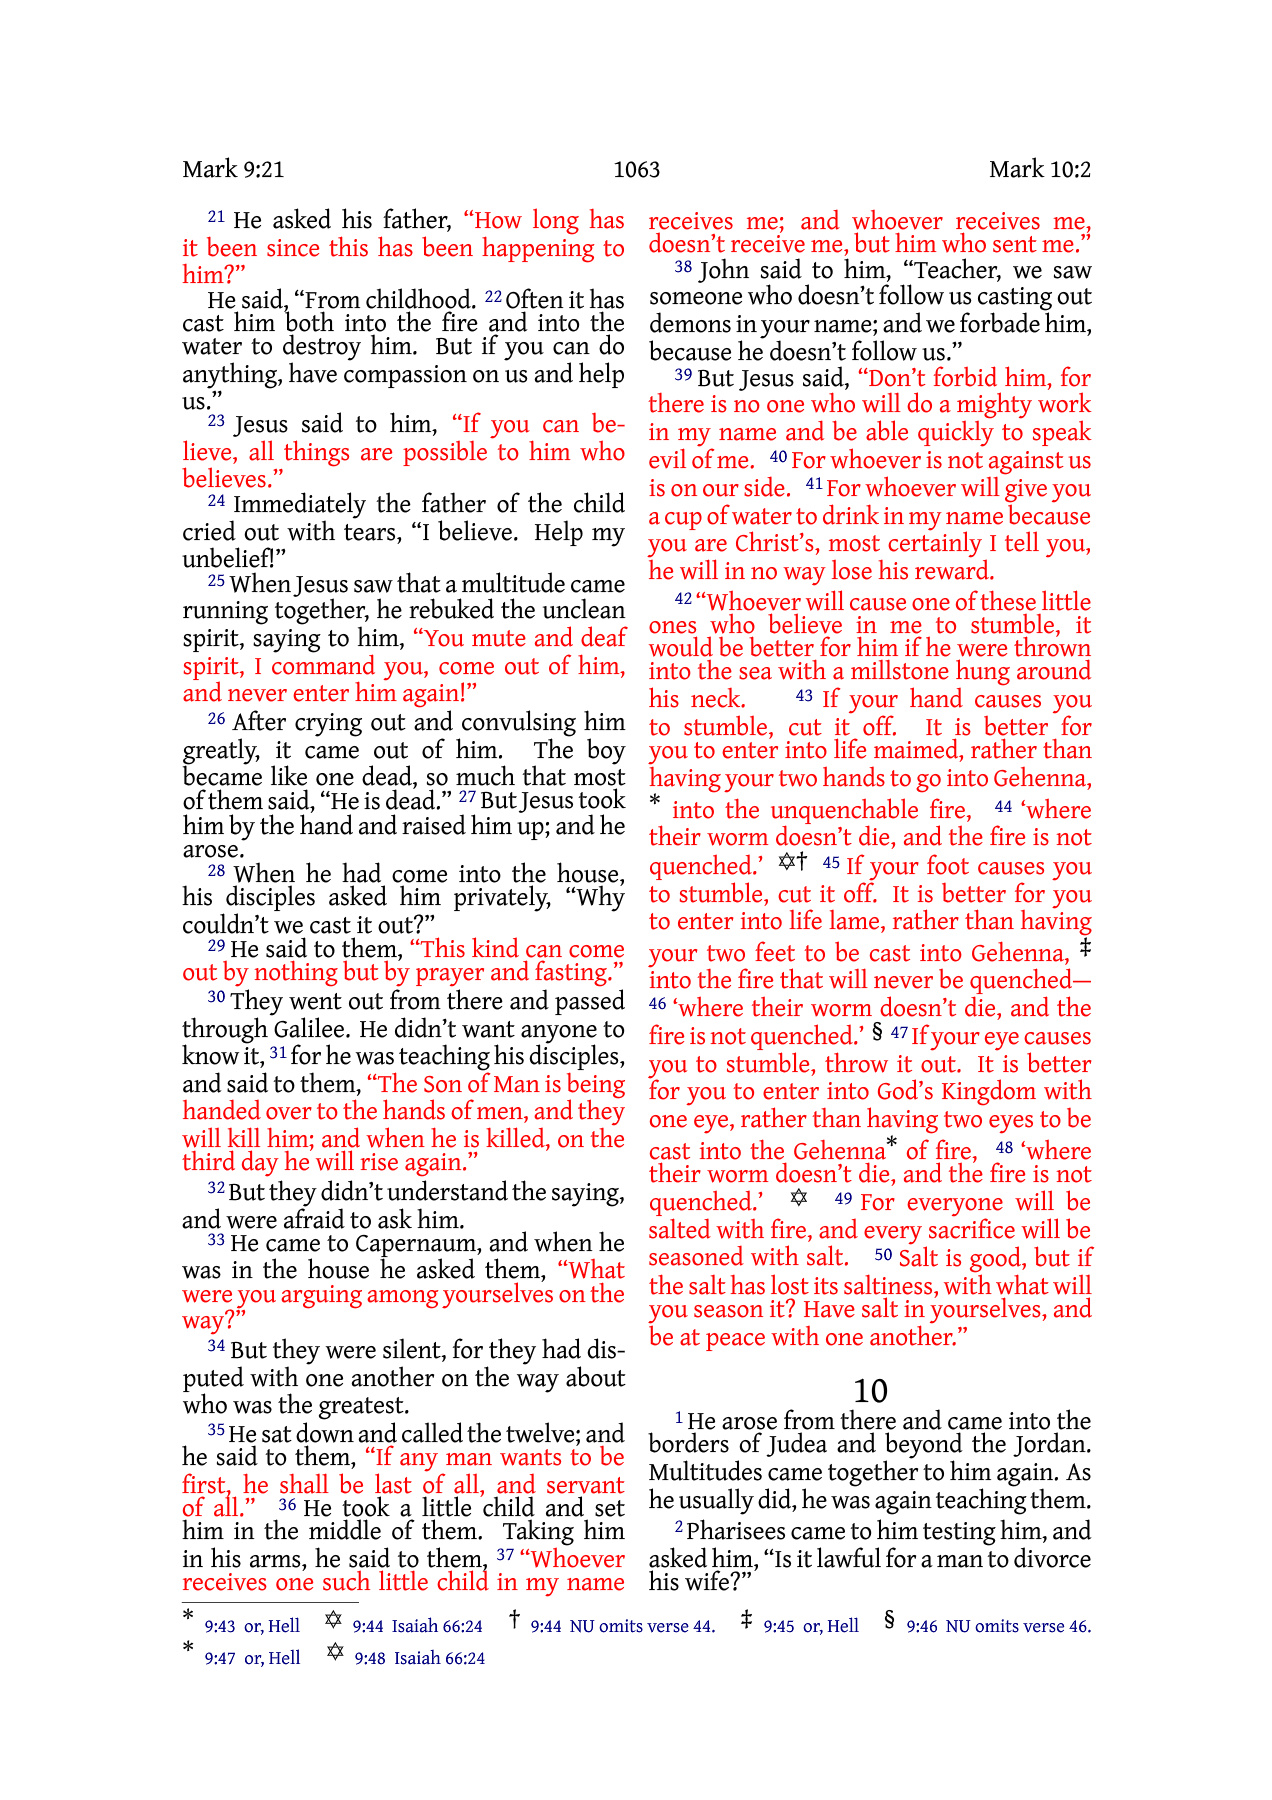 Mark 9:21 1063 Mark 10:2
21 He asked his father, “How long has
it been since this has been happening to
him?”
He said, “From childhood. 22 Often it has
cast him both into the fire and into the
water to destroy him. But if you can do
anything, have compassion on us and help
us.”
23 Jesus said to him, “If you can be-
lieve, all things are possible to him who
believes.”
24 Immediately the father of the child
cried out with tears, “I believe. Help my
unbelief!”
25 When Jesus saw that a multitude came
running together, he rebuked the unclean
spirit, saying to him, “You mute and deaf
spirit, I command you, come out of him,
and never enter him again!”
26 After crying out and convulsing him
greatly, it came out of him. The boy
became like one dead, so much that most
of them said, “He is dead.” 27 But Jesus took
him by the hand and raised him up; and he
arose.
28 When he had come into the house,
his disciples asked him privately, “Why
couldn’t we cast it out?”
29 He said to them, “This kind can come
out by nothing but by prayer and fasting.”
30 They went out from there and passed
through Galilee. He didn’t want anyone to
know it, 31 for he was teaching his disciples,
and said to them, “The Son of Man is being
handed over to the hands of men, and they
will kill him; and when he is killed, on the
third day he will rise again.”
32 But they didn’t understand the saying,
and were afraid to ask him.
33 He came to Capernaum, and when he
was in the house he asked them, “What
were you arguing among yourselves on the
way?”
34 But they were silent, for they had dis-
puted with one another on the way about
who was the greatest.
35 He sat down and called the twelve; and
he said to them, “If any man wants to be
first, he shall be last of all, and servant
of all.” 36 He took a little child and set
him in the middle of them. Taking him
in his arms, he said to them, 37 “Whoever
receives one such little child in my name
receives me; and whoever receives me,
doesn’t receive me, but him who sent me.”
38 John said to him, “Teacher, we saw
someone who doesn’t follow us casting out
demons in your name; and we forbade him,
because he doesn’t follow us.”
39 But Jesus said, “Don’t forbid him, for
there is no one who will do a mighty work
in my name and be able quickly to speak
evil of me. 40 For whoever is not against us
is on our side. 41 For whoever will give you
a cup of water to drink in my name because
you are Christ’s, most certainly I tell you,
he will in no way lose his reward.
42 “Whoever will cause one of these little
ones who believe in me to stumble, it
would be better for him if he were thrown
into the sea with a millstone hung around
his neck. 43 If your hand causes you
to stumble, cut it off. It is better for
you to enter into life maimed, rather than
having your two hands to go into Gehenna,
* into the unquenchable fire, 44 ‘where
their worm doesn’t die, and the fire is not
quenched.’ ✡† 45 If your foot causes you
to stumble, cut it off. It is better for you
to enter into life lame, rather than having
your two feet to be cast into Gehenna, ‡
into the fire that will never be quenched—
46 ‘where their worm doesn’t die, and the
fire is not quenched.’ § 47 If your eye causes
you to stumble, throw it out. It is better
for you to enter into God’s Kingdom with
one eye, rather than having two eyes to be
cast into the Gehenna* of fire, 48 ‘where
their worm doesn’t die, and the fire is not
quenched.’ ✡ 49 For everyone will be
salted with fire, and every sacrifice will be
seasoned with salt. 50 Salt is good, but if
the salt has lost its saltiness, with what will
you season it? Have salt in yourselves, and
be at peace with one another.”
10
1 He arose from there and came into the
borders of Judea and beyond the Jordan.
Multitudes came together to him again. As
he usually did, he was again teaching them.
2 Pharisees came to him testing him, and
asked him, “Is it lawful for a man to divorce
his wife?”
* 9:43 or, Hell ✡ 9:44 Isaiah 66:24 † 9:44 NU omits verse 44. ‡ 9:45 or, Hell § 9:46 NU omits verse 46.
* 9:47 or, Hell ✡ 9:48 Isaiah 66:24